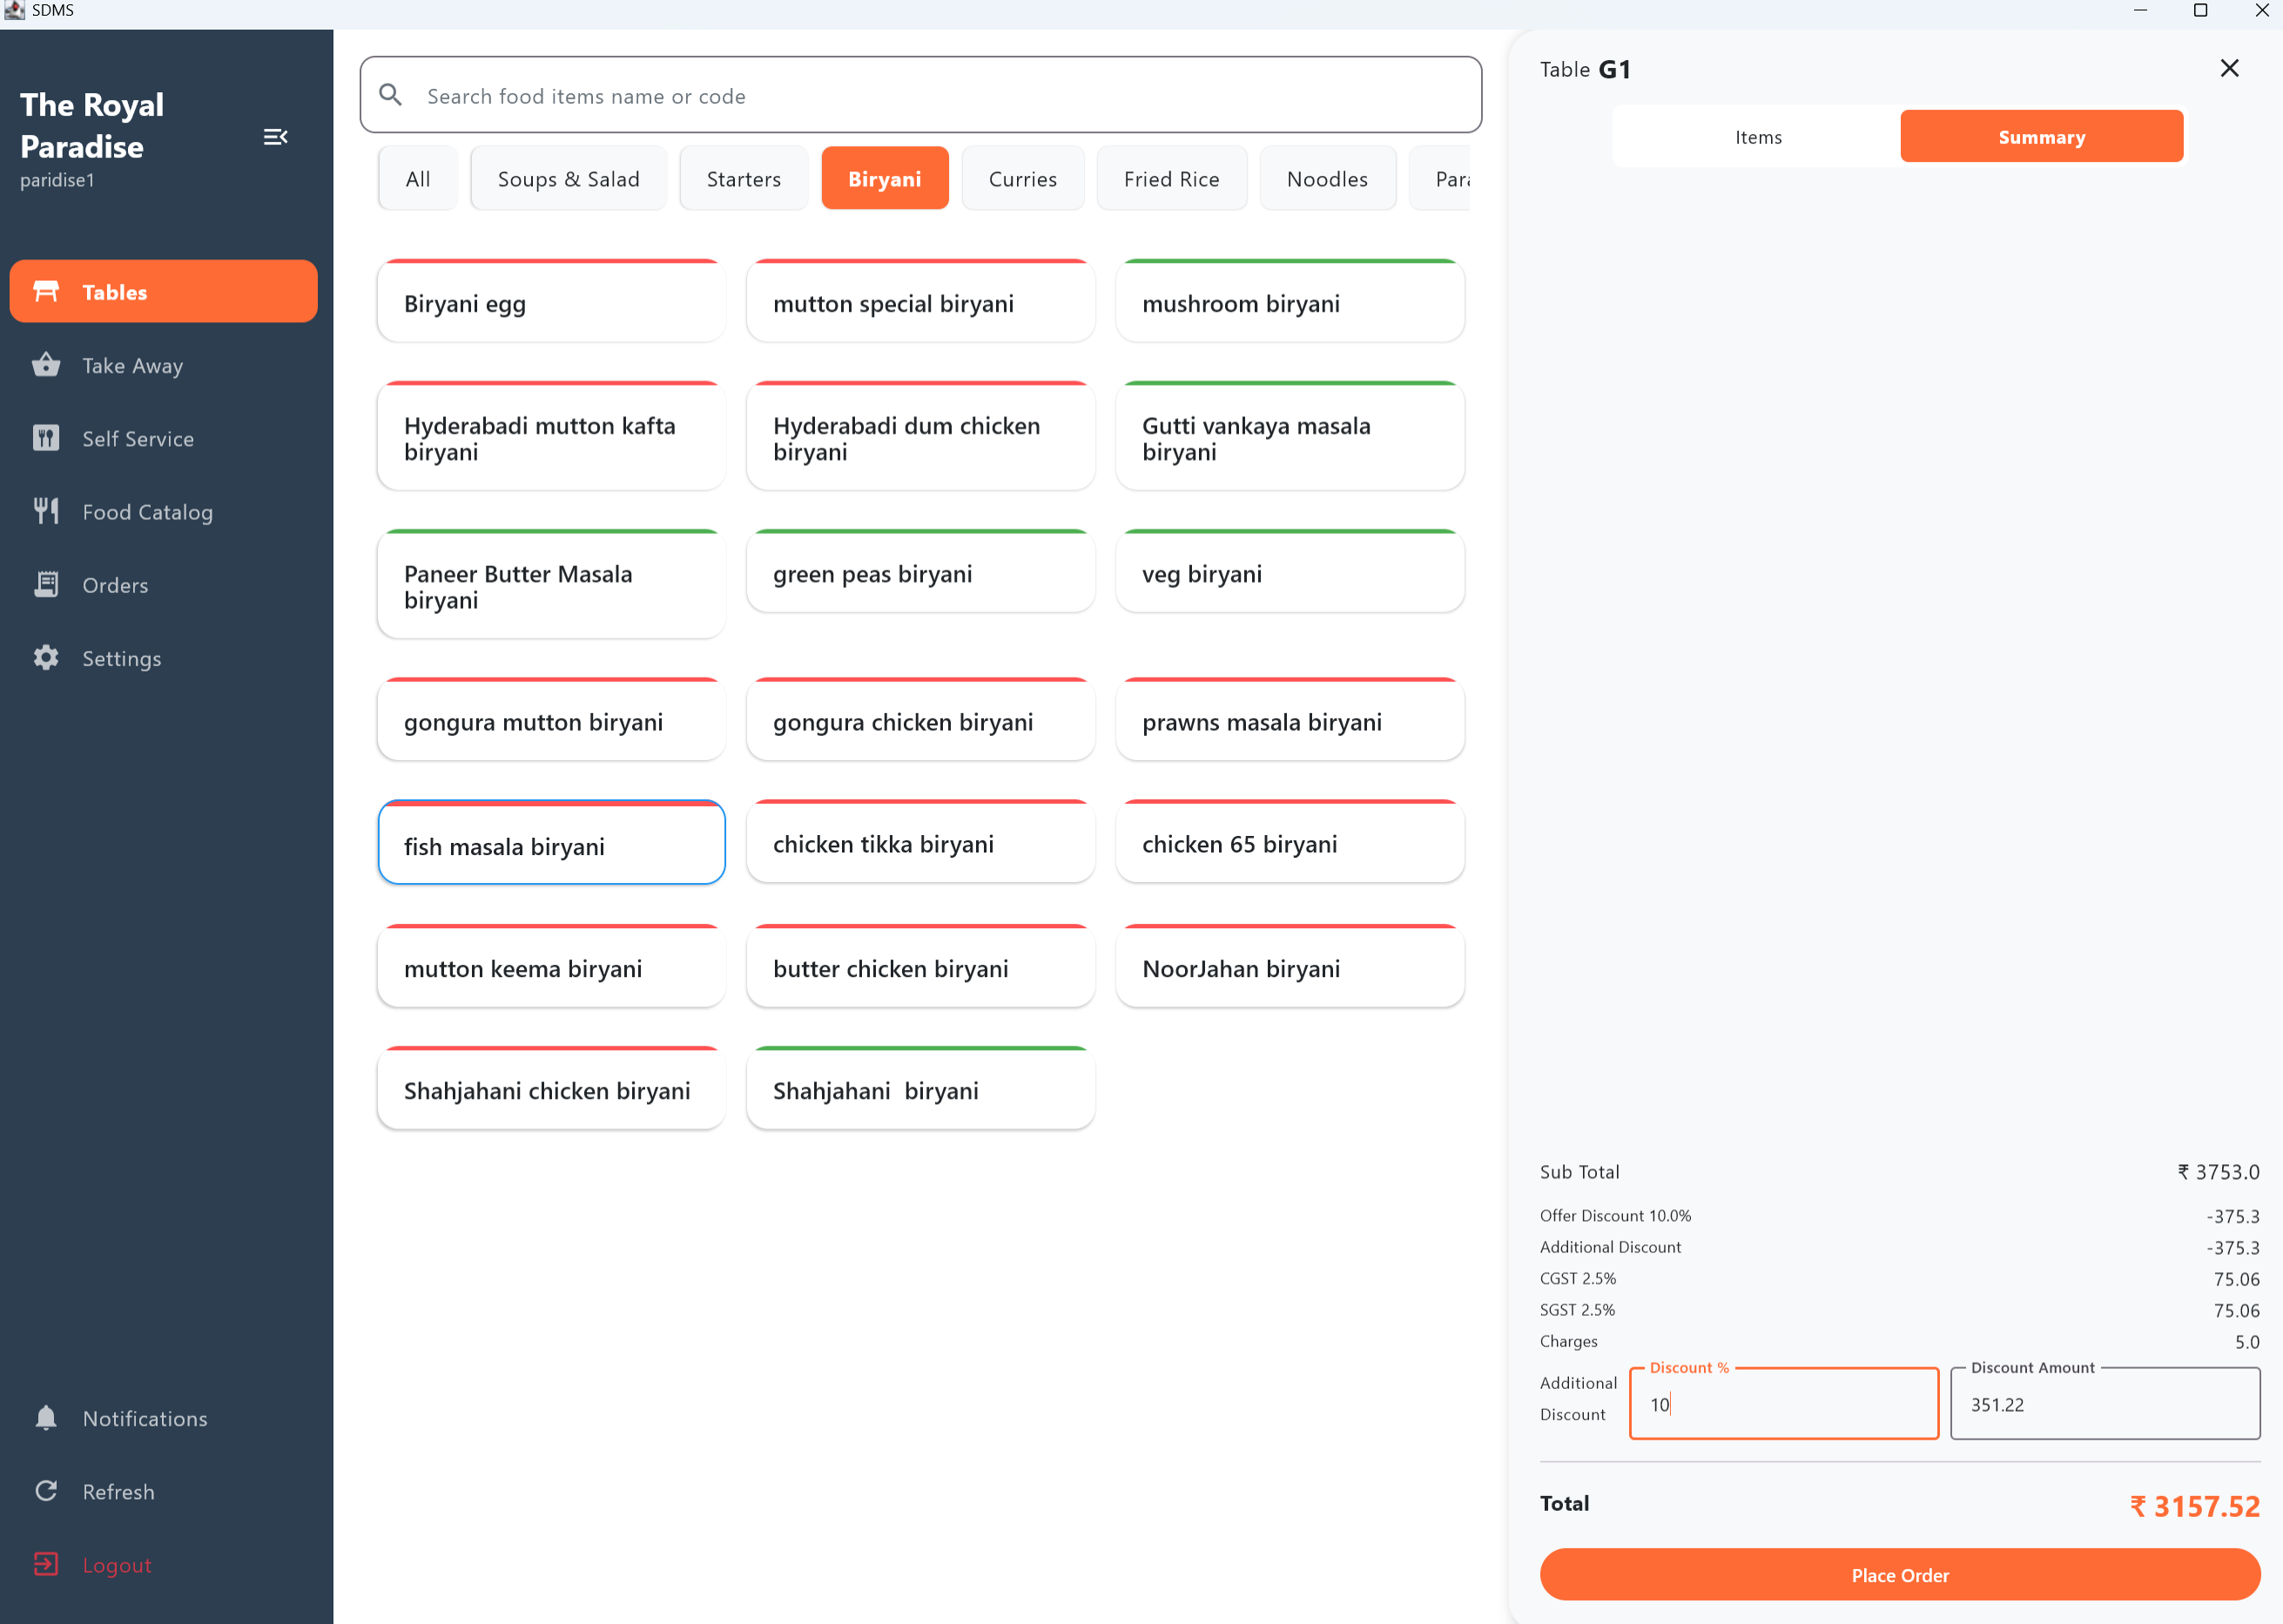 SDMS
The Royal
Paradise
paridise1
Tables
Take Away
Self Service
Food Catalog
Orders
Settings
Notifications
Refresh
Logout
Search food items name or code
All
Soups & Salad
Starters
Biryani
Curries
Fried Rice
Noodles
Biryani egg
mutton special biryani
mushroom biryani
Hyderabadi mutton kafta
biryani
Hyderabadi dum chicken
biryani
Gutti vankaya masala
biryani
Paneer Butter Masala
biryani
green peas biryani
veg biryani
gongura mutton biryani
gongura chicken biryani
prawns masala biryani
fish masala biryani
chicken tikka biryani
chicken 65 biryani
mutton keema biryani
butter chicken biryani
NoorJahan biryani
Shahjahani chicken biryani
Shahjahani  biryani
Table G1
Items
Summary
Sub Total ₹ 3753.0
Offer Discount 10.0% -375.3
Additional Discount -375.3
CGST 2.5% 75.06
SGST 2.5% 75.06
Charges 5.0
Additional
Discount
Discount %
10
Discount Amount
351.22
Total ₹ 3157.52
Place Order